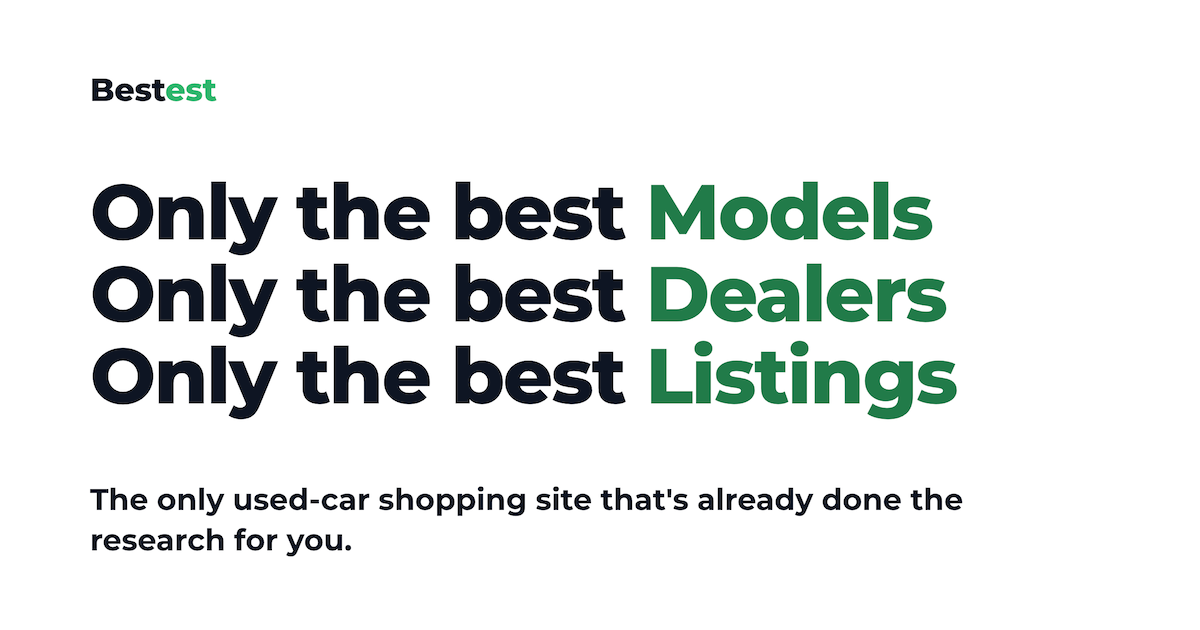 Bestest
Only the best Models
Only the best Dealers
Only the best Listings
The only used-car shopping site that's already done the
research for you.